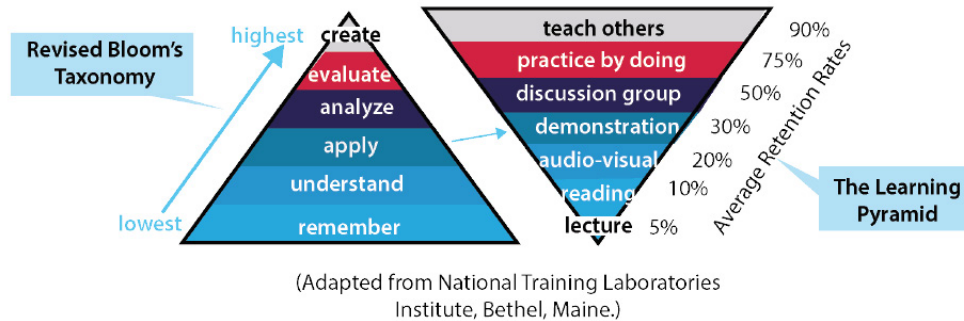 Revised Bloom's
Taxonomy
highest
lowest
create
evaluate
analyze
apply
understand
remember
teach others
practice by doing
discussion group
demonstration
audio-visual
reading
lecture
90%
75%
50%
30%
20%
10%
5%
Average Retention Rates
The Learning
Pyramid
(Adapted from National Training Laboratories
Institute, Bethel, Maine.)